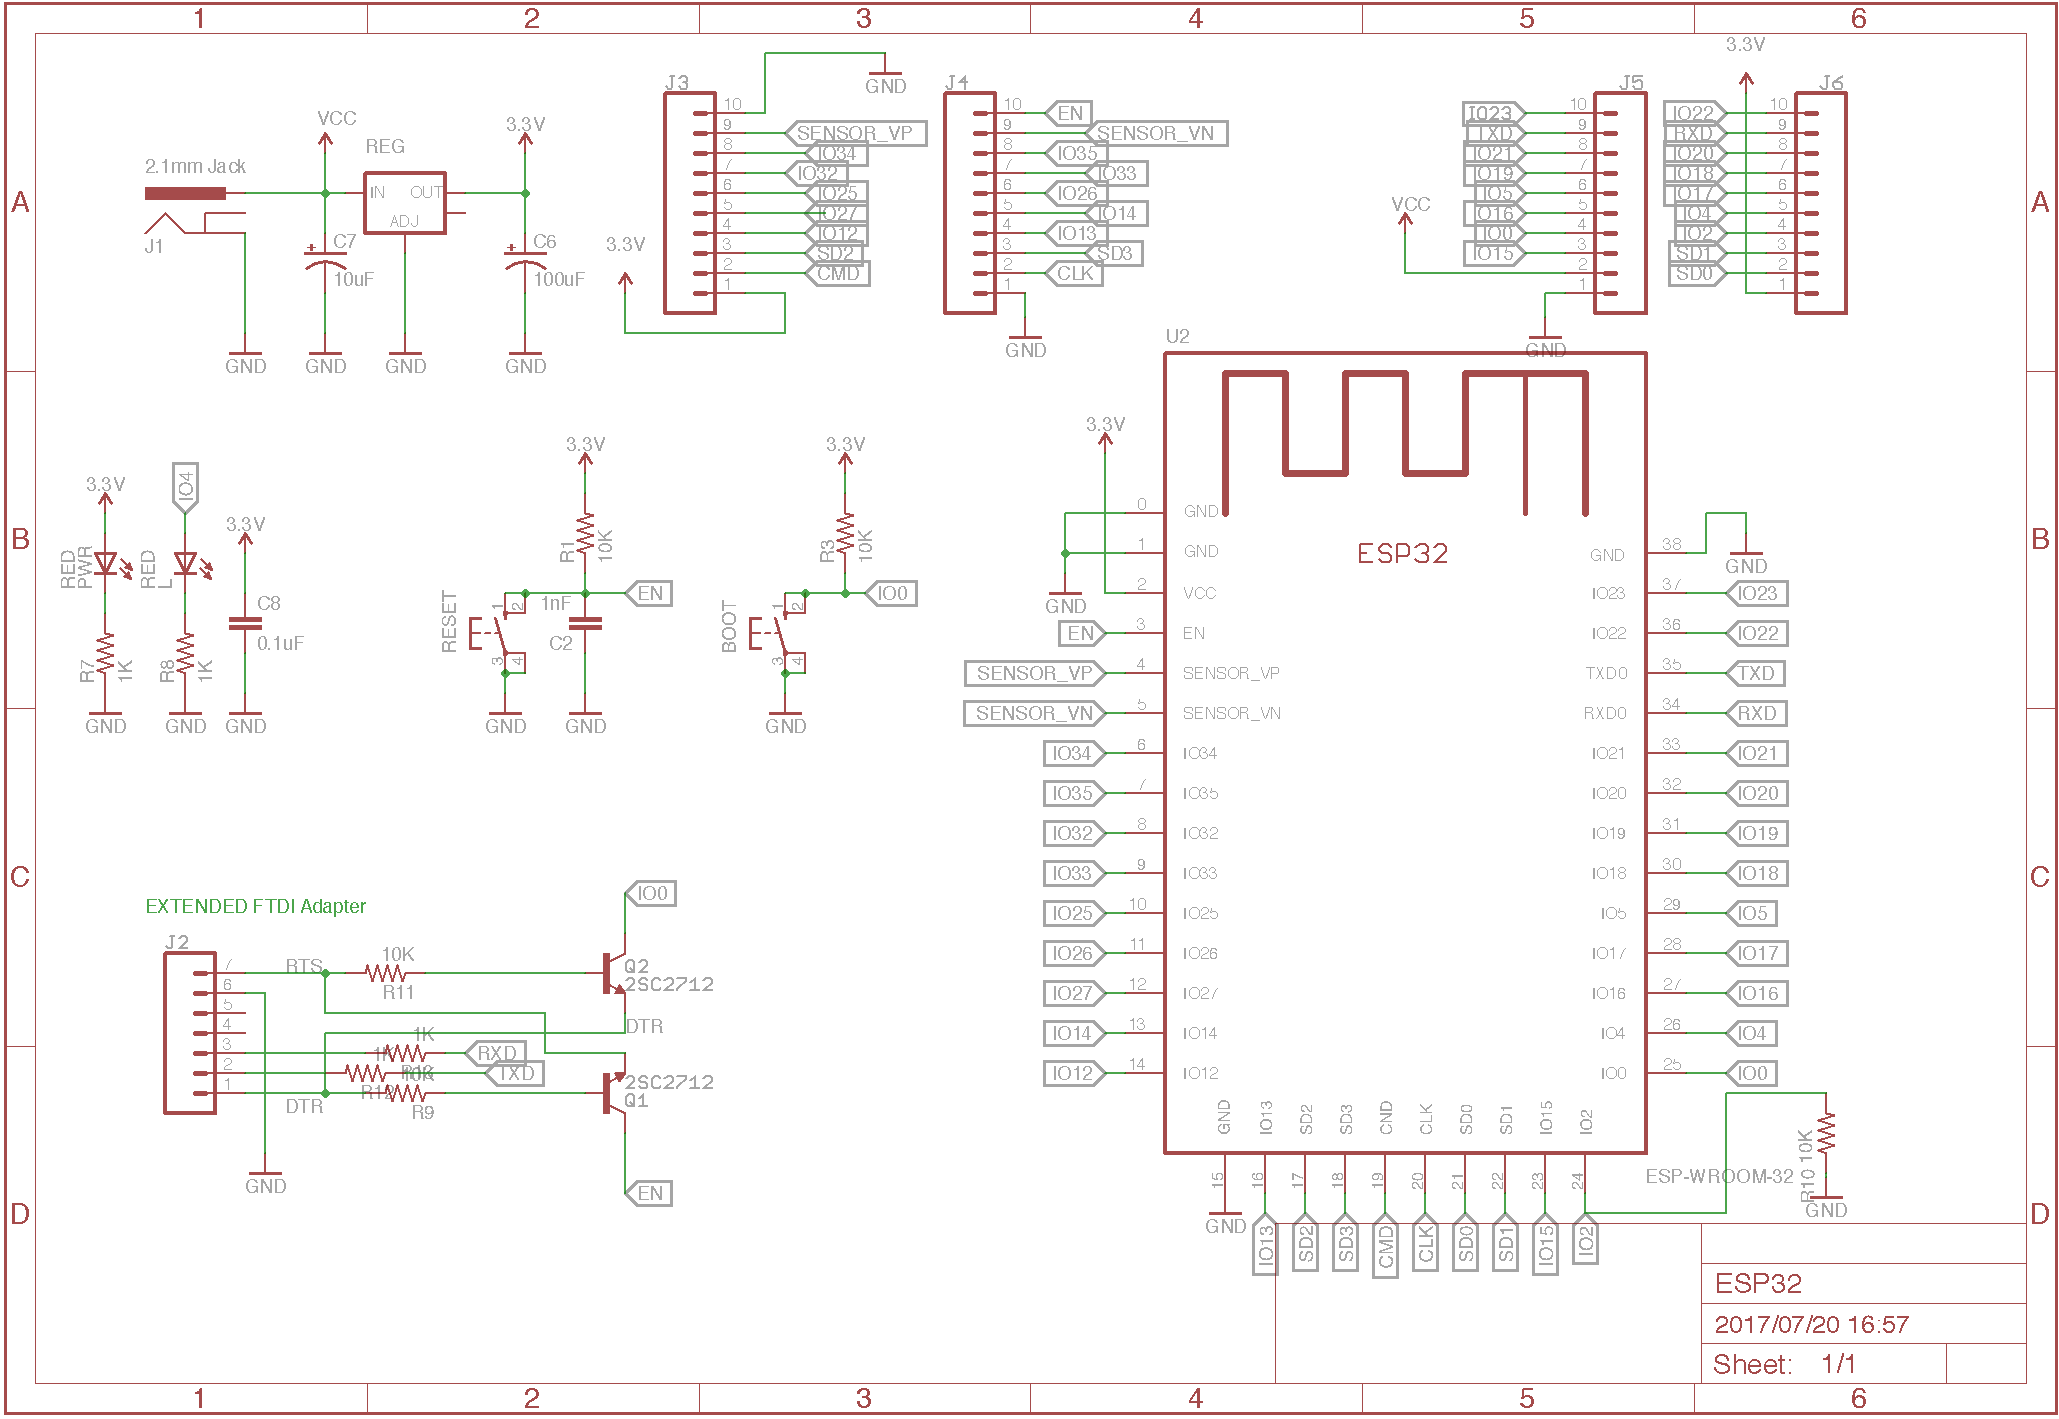 1 2 3 4 5 6
A
B
C
D
A
B
C
D
1 2 3 4 5 6
2.1mm Jack
J1
VCC
REG
IN OUT
ADJ
3.3V
C7
10uF
C6
100uF
GND
GND
GND
GND
3.3V
J3
GND
10
9 SENSOR_VP
8 IO34
7 IO32
6 IO25
5 IO27
4 IO12
3 SD2
2 CMD
1
J4
10 EN
9 SENSOR_VN
8 IO35
7 IO33
6 IO26
5 IO14
4 IO13
3 SD3
2 CLK
1
GND
VCC
J5
IO23 10
TXD 9
IO21 8
IO19 7
IO5 6
IO16 5
IO0 4
IO15 3
2
1
GND
3.3V
J6
IO22 10
RXD 9
IO20 8
IO18 7
IO17 6
IO4 5
IO2 4
SD1 3
SD0 2
1
3.3V
RED
PWR
R7
1K
GND
IO4
RED
L
R8
1K
GND
3.3V
C8
0.1uF
GND
3.3V
R1
10K
EN
RESET
1 2
3 4
1nF
C2
GND
GND
3.3V
R3
10K
IO0
BOOT
1 2
3 4
GND
EXTENDED FTDI Adapter
J2
7 RTS
6
5
4
3
2
1 DTR
10K
R11
IO0
Q2
2SC2712
DTR
1K
RXD
1K
TXD
R12
10K
R9
2SC2712
Q1
EN
GND
U2
ESP32
3.3V
GND
0 GND
1 GND
2 VCC
EN 3 EN
SENSOR_VP 4 SENSOR_VP
SENSOR_VN 5 SENSOR_VN
IO34 6 IO34
IO35 7 IO35
IO32 8 IO32
IO33 9 IO33
IO25 10 IO25
IO26 11 IO26
IO27 12 IO27
IO14 13 IO14
IO12 14 IO12
GND 38
GND
IO23 37 IO23
IO22 36 IO22
TXD0 35 TXD
RXD0 34 RXD
IO21 33 IO21
IO20 32 IO20
IO19 31 IO19
IO18 30 IO18
IO5 29 IO5
IO17 28 IO17
IO16 27 IO16
IO4 26 IO4
IO0 25 IO0
GND 15 GND
IO13 16 IO13
SD2 17 SD2
SD3 18 SD3
CND 19 CMD
CLK 20 CLK
SD0 21 SD0
SD1 22 SD1
IO15 23 IO15
IO2 24 IO2
ESP-WROOM-32
R10 10K
GND
ESP32
2017/07/20 16:57
Sheet: 1/1